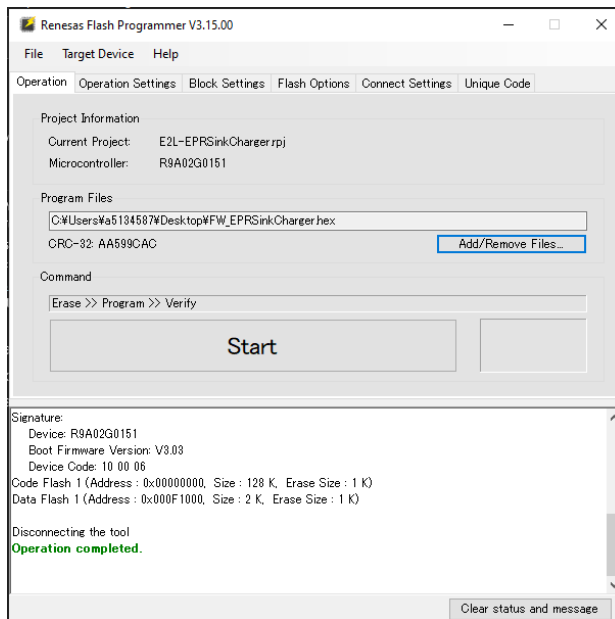 Renesas Flash Programmer V3.15.00
File Target Device Help
Operation Operation Settings Block Settings Flash Options Connect Settings Unique Code
Project Information
Current Project: E2L-EPRSinkCharger.rpj
Microcontroller: R9A02G0151
Program Files
C:¥Users¥a5134587¥Desktop¥FW_EPRSinkCharger.hex
CRC-32: AA599CAC Add/Remove Files...
Command
Erase >> Program >> Verify
Start
Signature:
Device: R9A02G0151
Boot Firmware Version: V3.03
Device Code: 10 00 06
Code Flash 1 (Address : 0x00000000, Size : 128 K, Erase Size : 1 K)
Data Flash 1 (Address : 0x000F1000, Size : 2 K, Erase Size : 1 K)
Disconnecting the tool
Operation completed.
Clear status and message